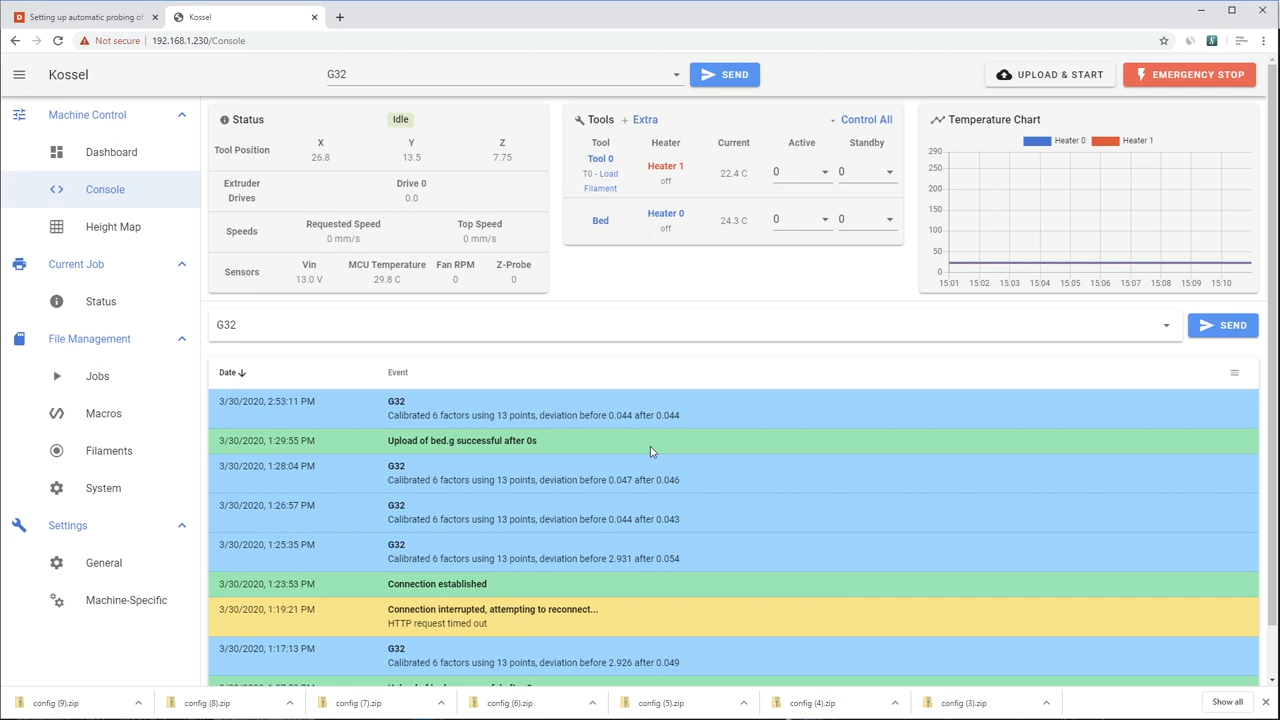 Setting up automatic probing of
Kossel
Not secure
192.168.1.230/Console
Kossel
G32
SEND
UPLOAD & START
EMERGENCY STOP
Machine Control
Dashboard
Console
Height Map
Current Job
Status
File Management
Jobs
Macros
Filaments
System
Settings
General
Machine-Specific
Status
Idle
Tool Position
X
Y
Z
26.8
13.5
7.75
Extruder
Drives
Drive 0
0.0
Speeds
Requested Speed
Top Speed
0 mm/s
0 mm/s
Sensors
Vin
MCU Temperature
Fan RPM
Z-Probe
13.0 V
29.8 C
0
0
Tools + Extra
Control All
Tool
Heater
Current
Active
Standby
Tool 0
T0 - Load
Filament
Heater 1
off
22.4 C
0
0
Bed
Heater 0
off
24.3 C
0
0
Temperature Chart
Heater 0
Heater 1
290
250
200
150
100
50
0
15:01
15:02
15:03
15:04
15:05
15:06
15:07
15:08
15:09
15:10
G32
SEND
Date
Event
3/30/2020, 2:53:11 PM
G32
Calibrated 6 factors using 13 points, deviation before 0.044 after 0.044
3/30/2020, 1:29:55 PM
Upload of bed.g successful after 0s
3/30/2020, 1:28:04 PM
G32
Calibrated 6 factors using 13 points, deviation before 0.047 after 0.046
3/30/2020, 1:26:57 PM
G32
Calibrated 6 factors using 13 points, deviation before 0.044 after 0.043
3/30/2020, 1:25:35 PM
G32
Calibrated 6 factors using 13 points, deviation before 2.931 after 0.054
3/30/2020, 1:23:53 PM
Connection established
3/30/2020, 1:19:21 PM
Connection interrupted, attempting to reconnect...
HTTP request timed out
3/30/2020, 1:17:13 PM
G32
Calibrated 6 factors using 13 points, deviation before 2.926 after 0.049
config (9).zip
config (8).zip
config (7).zip
config (6).zip
config (5).zip
config (4).zip
config (3).zip
Show all